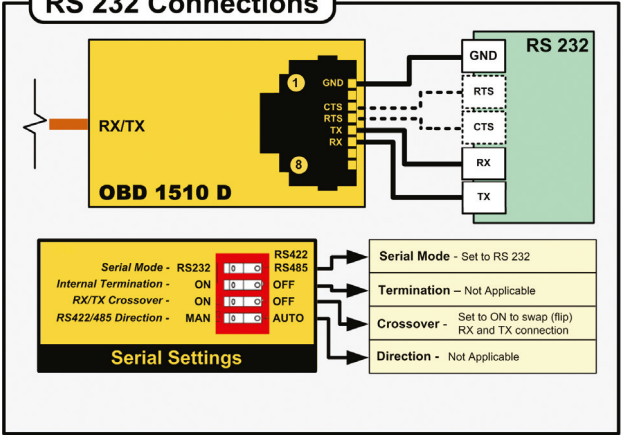 RS 232 Connections
RX/TX
OBD 1510 D
1
GND
CTS
RTS
TX
RX
8
RS 232
GND
RTS
CTS
RX
TX
RS422
Serial Mode - RS232 RS485
Internal Termination - ON OFF
RX/TX Crossover - ON OFF
RS422/485 Direction - MAN AUTO
Serial Settings
Serial Mode - Set to RS 232
Termination – Not Applicable
Crossover - Set to ON to swap (flip)
RX and TX connection
Direction - Not Applicable